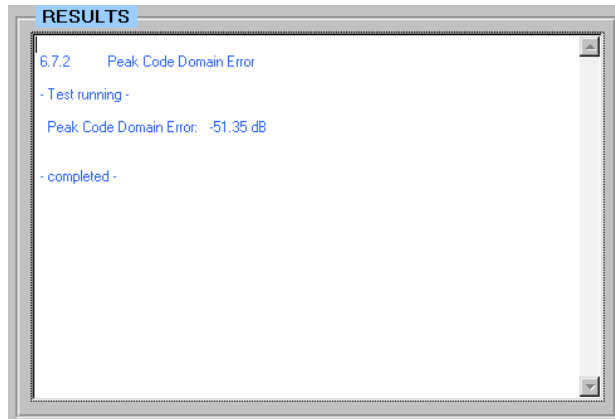 RESULTS
6.7.2 Peak Code Domain Error
- Test running -
Peak Code Domain Error: -51.35 dB
- completed -